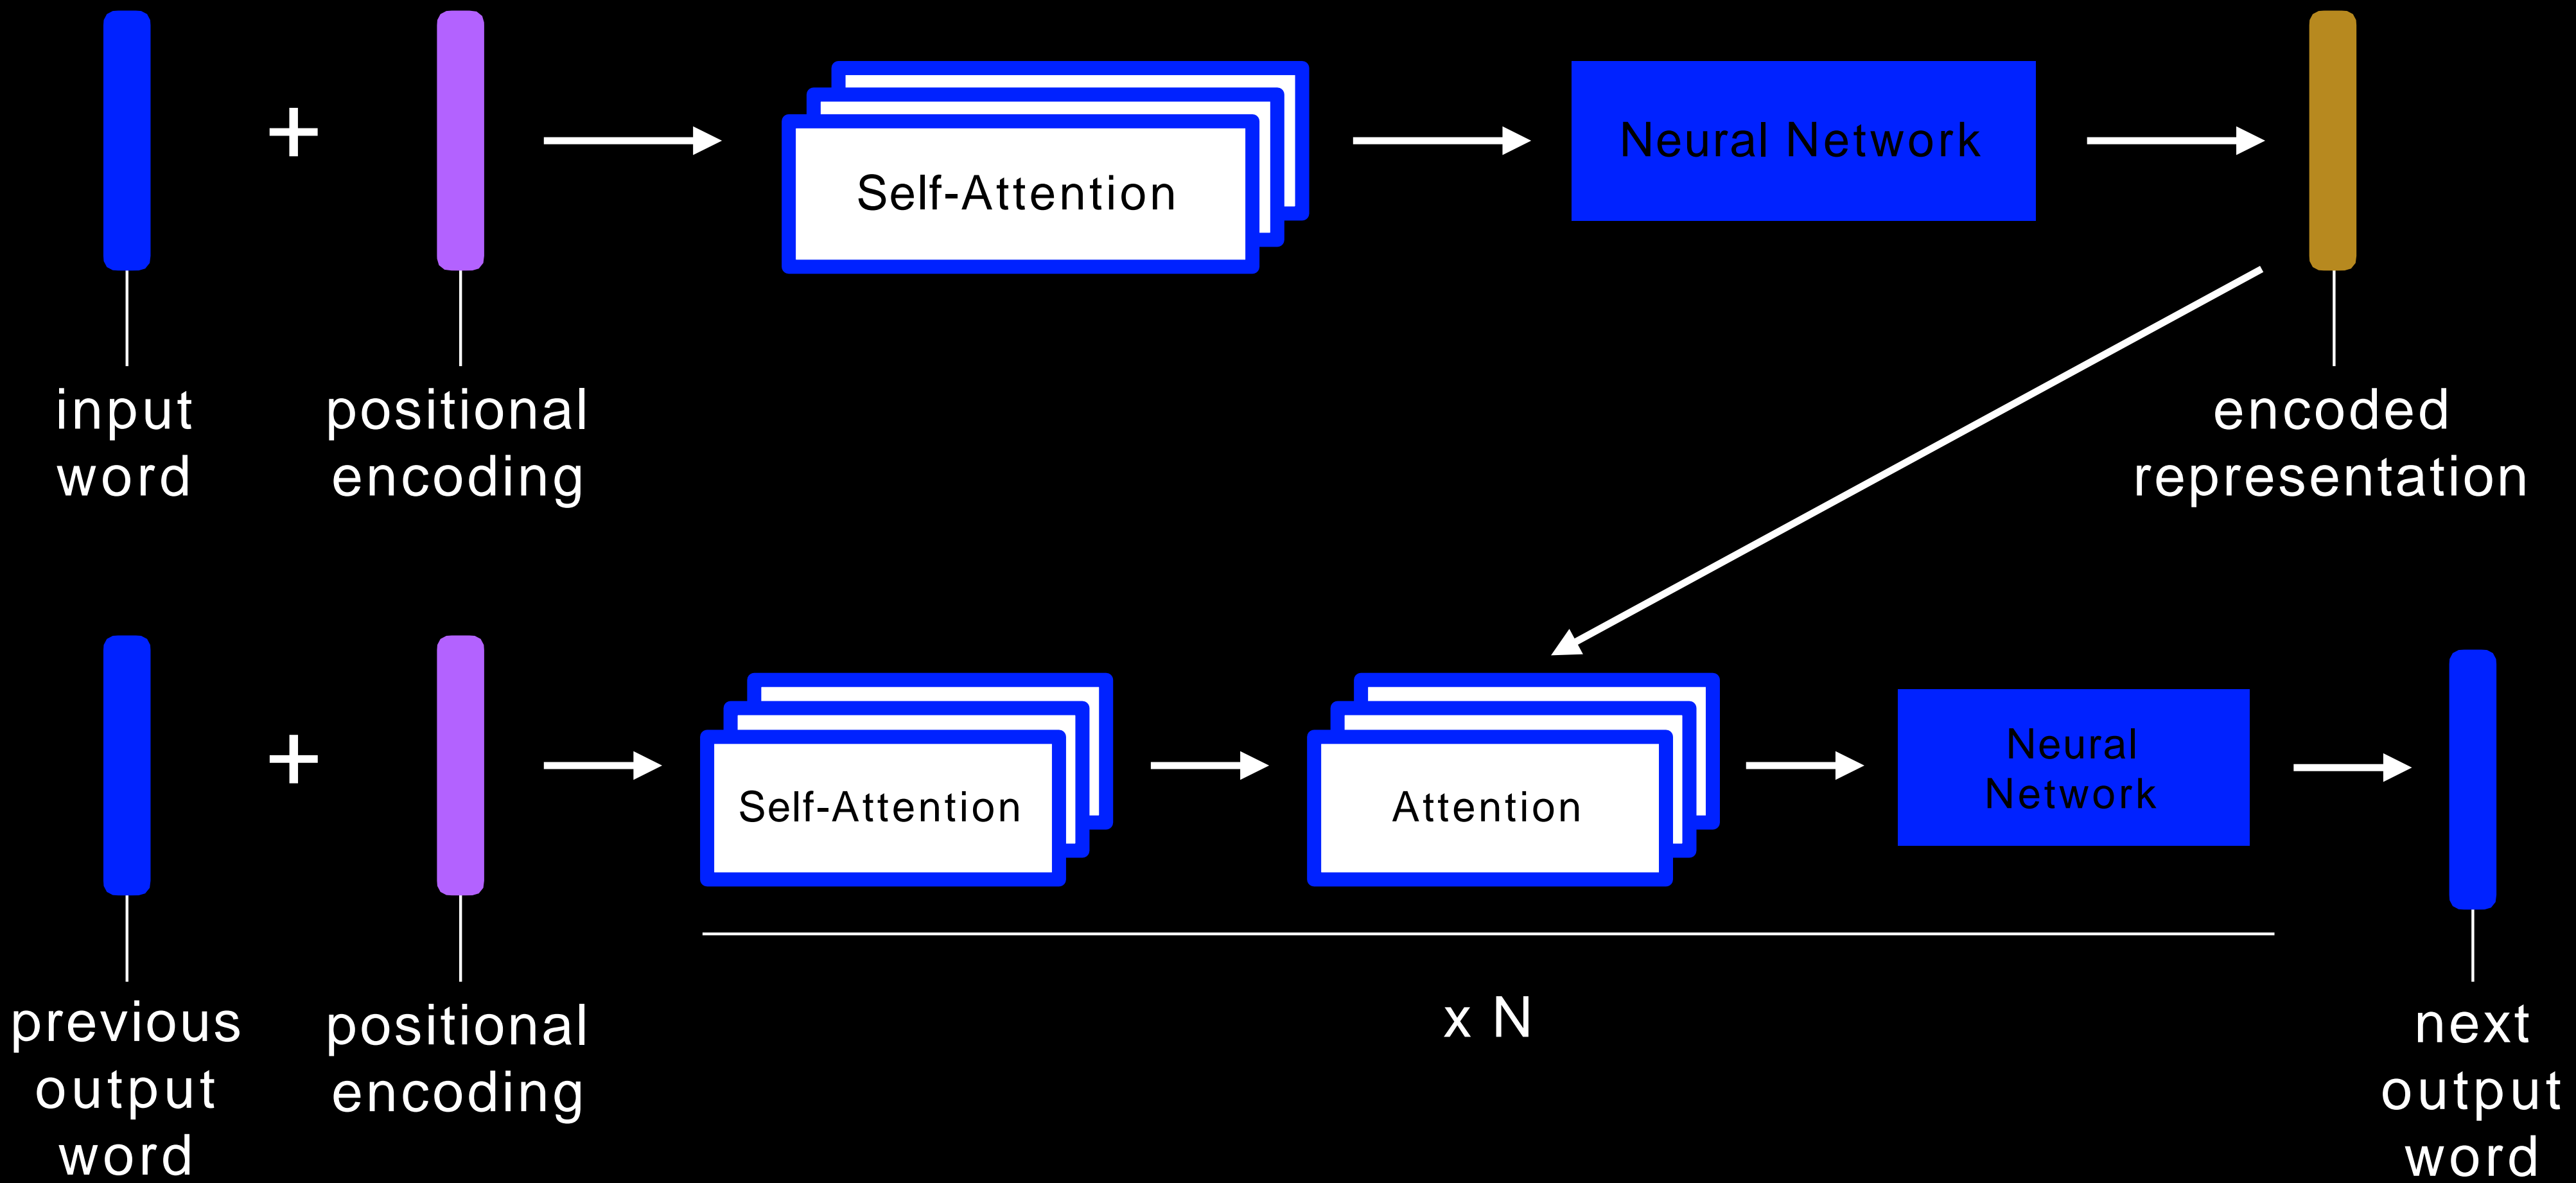 +
Self-Attention
Neural Network
input
word
positional
encoding
encoded
representation
+
Self-Attention
Attention
Neural
Network
x N
previous
output
word
positional
encoding
next
output
word